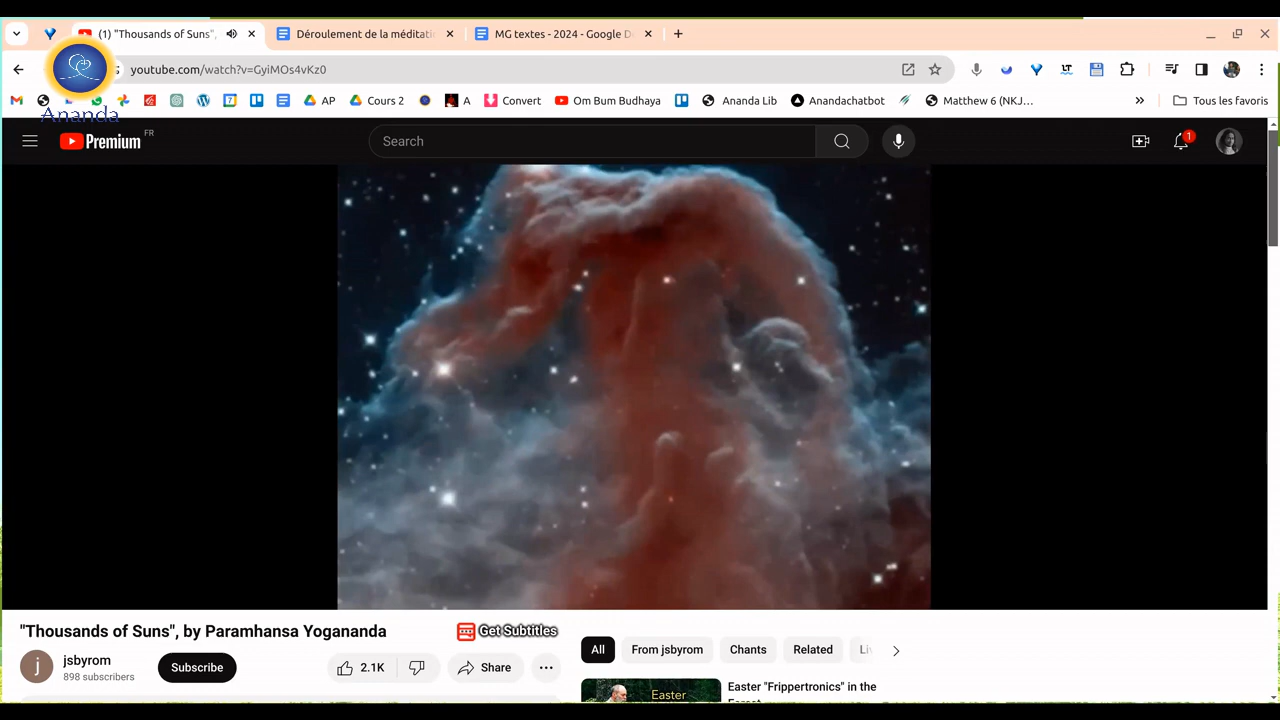 (1) "Thousands of Suns",
Déroulement de la méditati
MG textes - 2024 - Google D
youtube.com/watch?v=GyiMOs4vKz0
AP
Cours 2
A
Convert
Om Bum Budhaya
Ananda Lib
Anandachatbot
Matthew 6 (NKJ...
»
Tous les favoris
Ananda
Premium
FR
Search
1
"Thousands of Suns", by Paramhansa Yogananda
Get Subtitles
j
jsbyrom
898 subscribers
Subscribe
2.1K
Share
All
From jsbyrom
Chants
Related
Easter
Easter "Frippertronics" in the